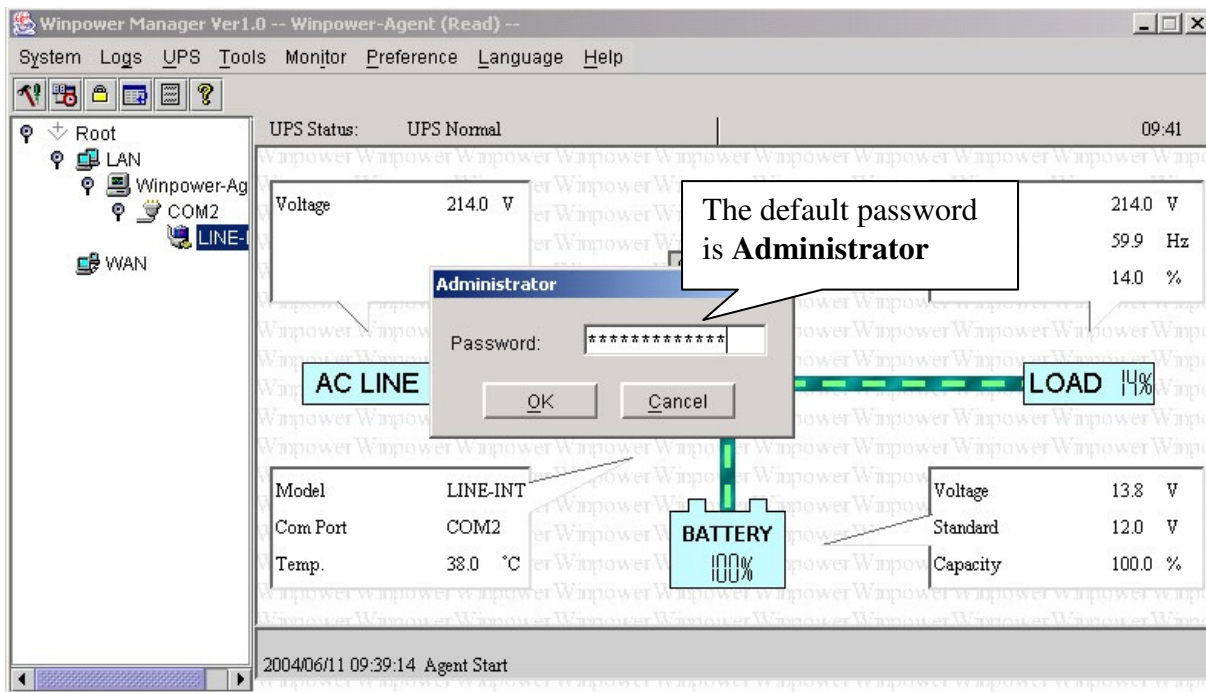 Winpower Manager Ver1.0 -- Winpower-Agent (Read) --
System Logs UPS Tools Monitor Preference Language Help
Root
LAN
Winpower-Ag
COM2
LINE-I
WAN
UPS Status: UPS Normal 09:41
Voltage 214.0 V
The default password
is Administrator
214.0 V
59.9 Hz
14.0 %
Administrator
Password: *************
OK Cancel
AC LINE
LOAD 14%
Model LINE-INT
Com Port COM2
Temp. 38.0 °C
BATTERY
100%
Voltage 13.8 V
Standard 12.0 V
Capacity 100.0 %
2004/06/11 09:39:14 Agent Start